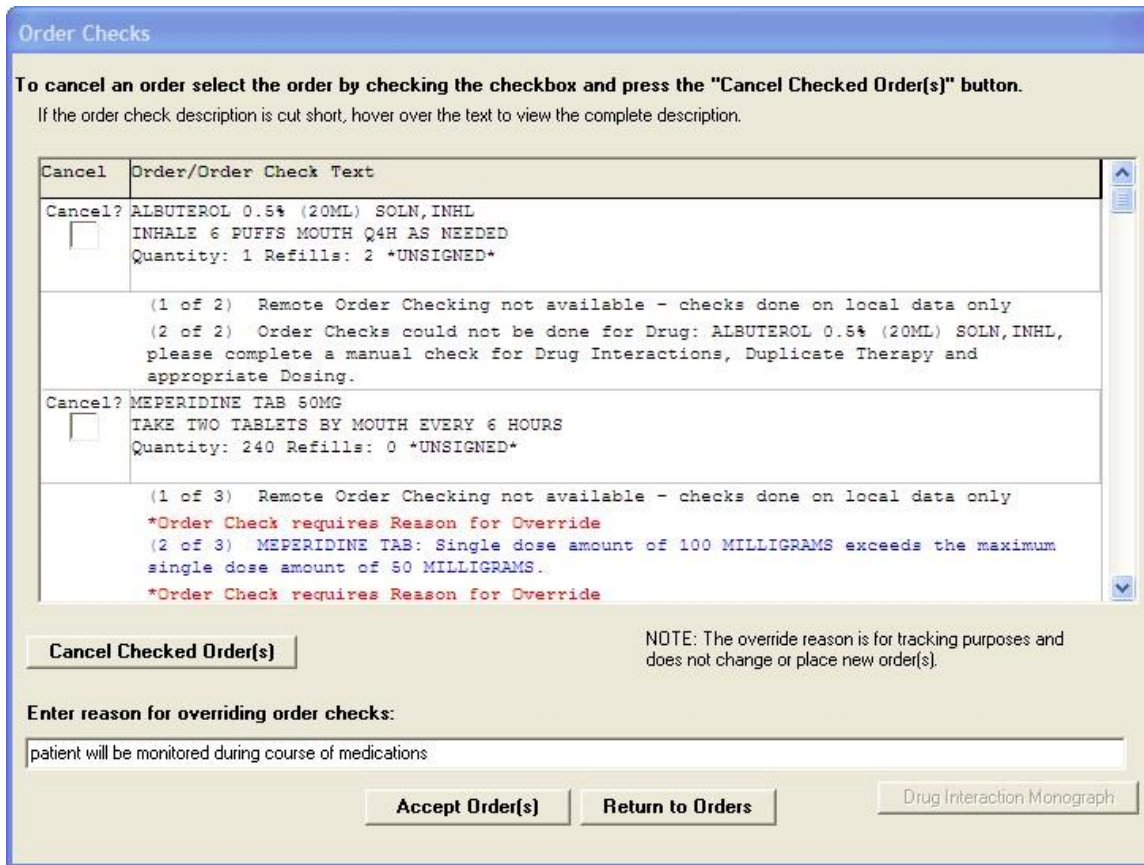 Order Checks
To cancel an order select the order by checking the checkbox and press the "Cancel Checked Order(s)" button.
If the order check description is cut short, hover over the text to view the complete description.
Cancel Order/Order Check Text
Cancel? ALBUTEROL 0.5% (20ML) SOLN,INHL
INHALE 6 PUFFS MOUTH Q4H AS NEEDED
Quantity: 1 Refills: 2 *UNSIGNED*
(1 of 2) Remote Order Checking not available - checks done on local data only
(2 of 2) Order Checks could not be done for Drug: ALBUTEROL 0.5% (20ML) SOLN,INHL,
please complete a manual check for Drug Interactions, Duplicate Therapy and
appropriate Dosing.
Cancel? MEPERIDINE TAB 50MG
TAKE TWO TABLETS BY MOUTH EVERY 6 HOURS
Quantity: 240 Refills: 0 *UNSIGNED*
(1 of 3) Remote Order Checking not available - checks done on local data only
*Order Check requires Reason for Override
(2 of 3) MEPERIDINE TAB: Single dose amount of 100 MILLIGRAMS exceeds the maximum
single dose amount of 50 MILLIGRAMS.
*Order Check requires Reason for Override
Cancel Checked Order(s)
NOTE: The override reason is for tracking purposes and
does not change or place new order(s).
Enter reason for overriding order checks:
patient will be monitored during course of medications
Accept Order(s) Return to Orders Drug Interaction Monograph